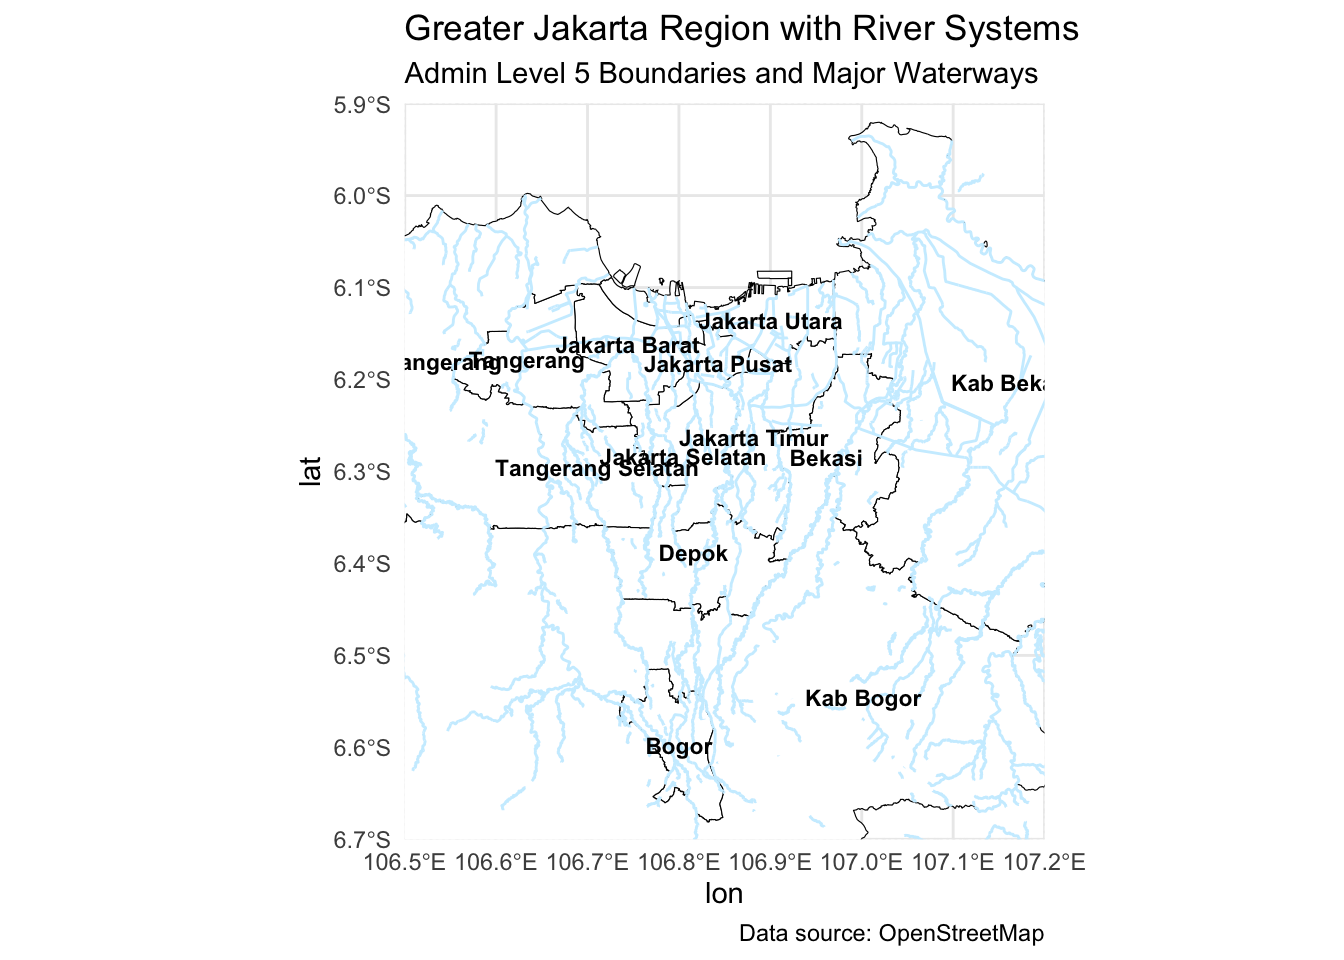 Greater Jakarta Region with River Systems
Admin Level 5 Boundaries and Major Waterways
5.9°S
6.0°S
6.1°S
Jakarta Utara
Jakarta Barat
angerang
Tangerang
Jakarta Pusat
6.2°S
Kab Beka
Jakarta Timur
Jakarta Selatan
Bekasi
lat
6.3°S
Tangerang Selatan
Depok
6.4°S
6.5°S
Kab Bogor
6.6°S
Bogor
6.7°S
106.5°E 106.6°E 106.7°E 106.8°E 106.9°E 107.0°E 107.1°E 107.2°E
lon
Data source: OpenStreetMap